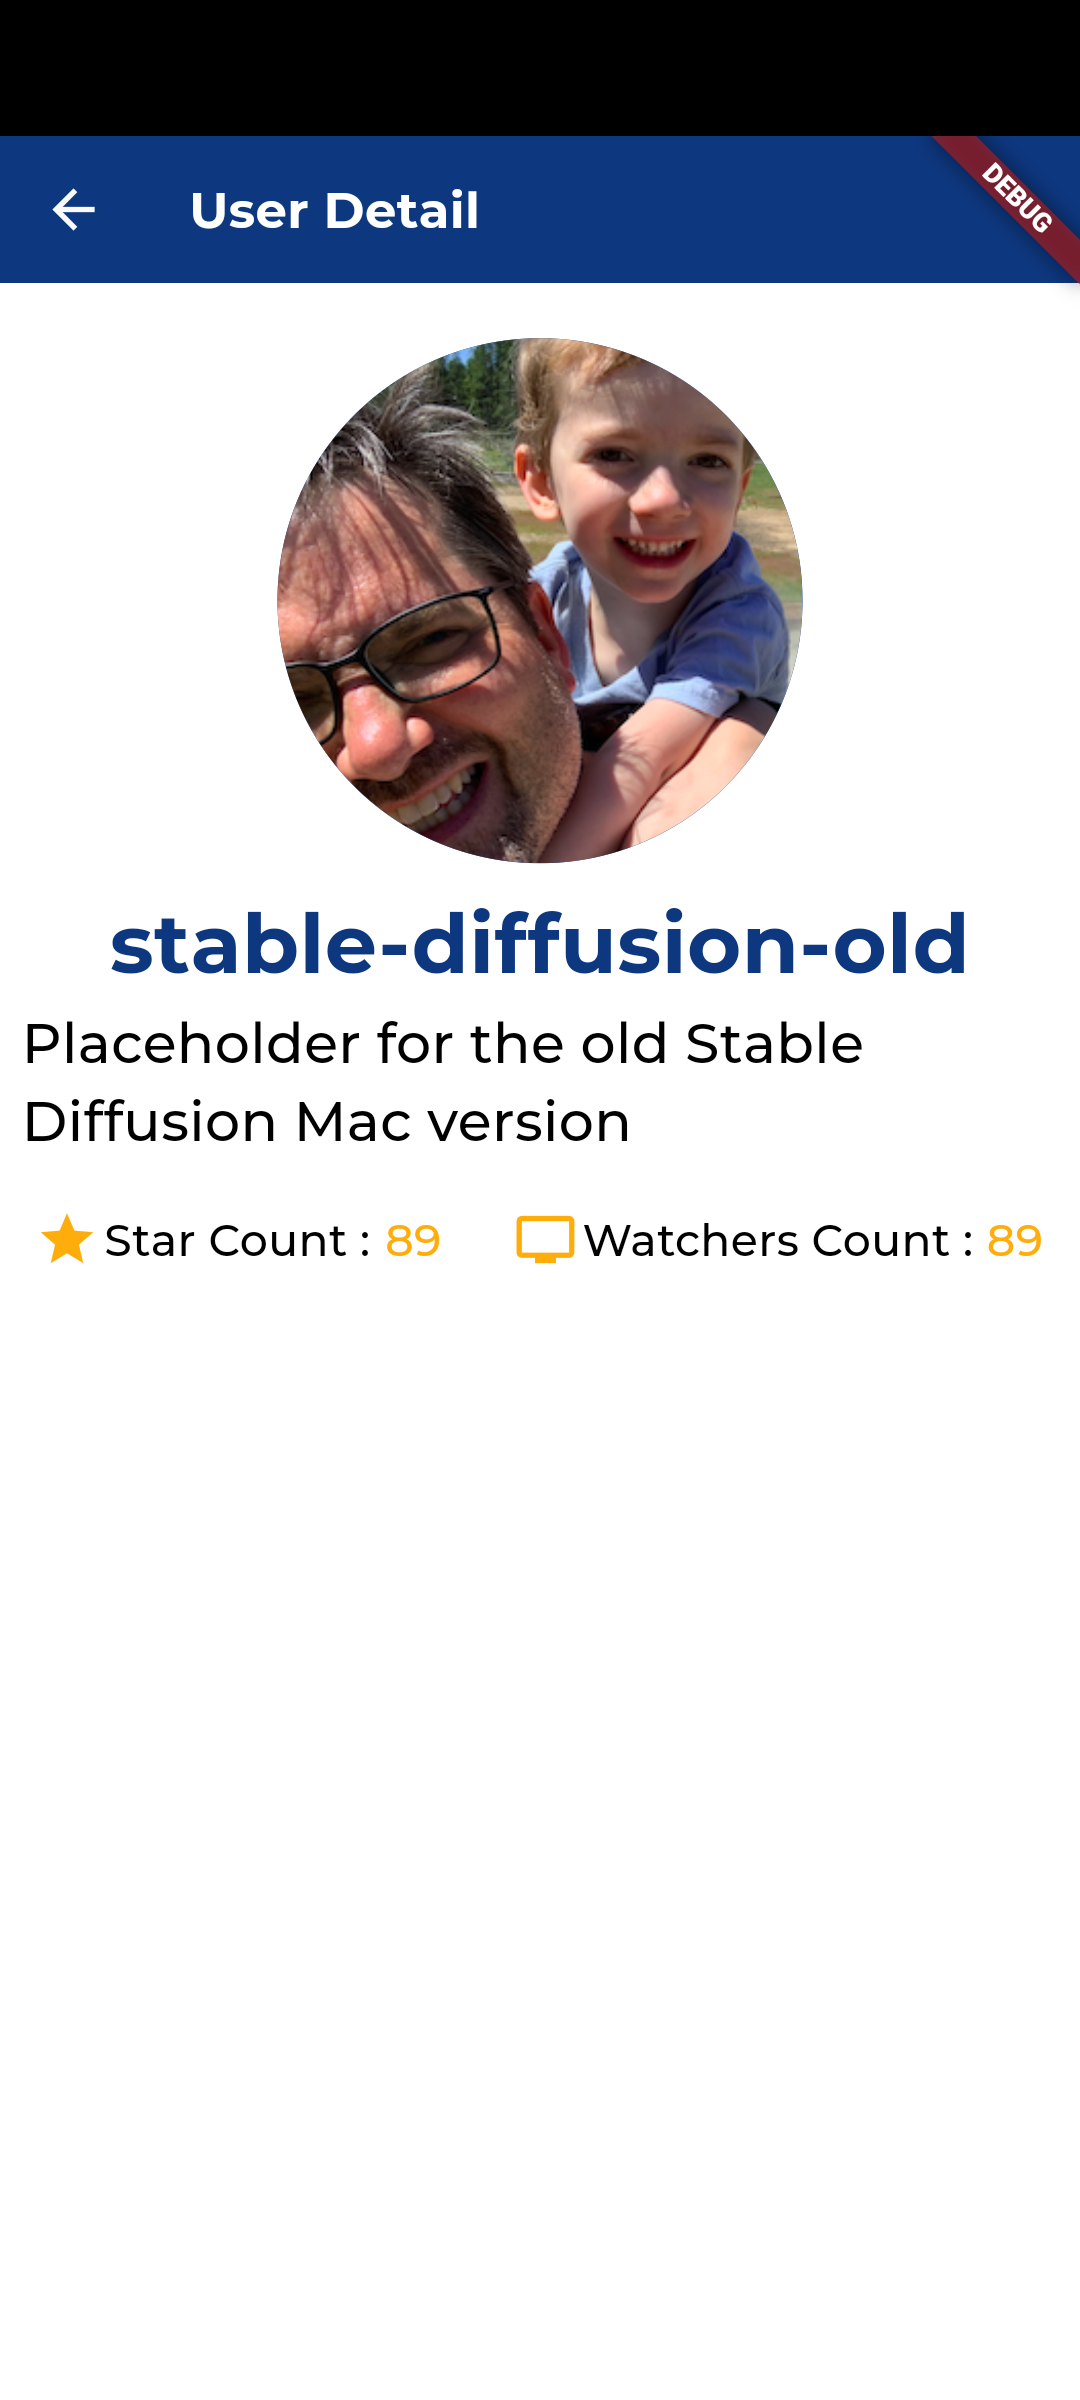 User Detail
DEBUG
stable-diffusion-old
Placeholder for the old Stable
Diffusion Mac version
Star Count : 89
Watchers Count : 89